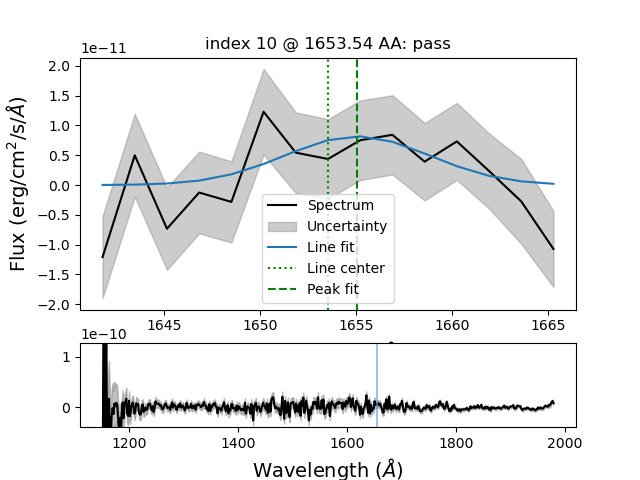 index 10 @ 1653.54 AA: pass
1e−11
2.0
1.5
1.0
0.5
0.0
−0.5
−1.0
−1.5
−2.0
Flux (erg/cm²/s/Å)
Spectrum
Uncertainty
Line fit
Line center
Peak fit
1645 1650 1655 1660 1665
1e−10
1
0
1200 1400 1600 1800 2000
Wavelength (Å)